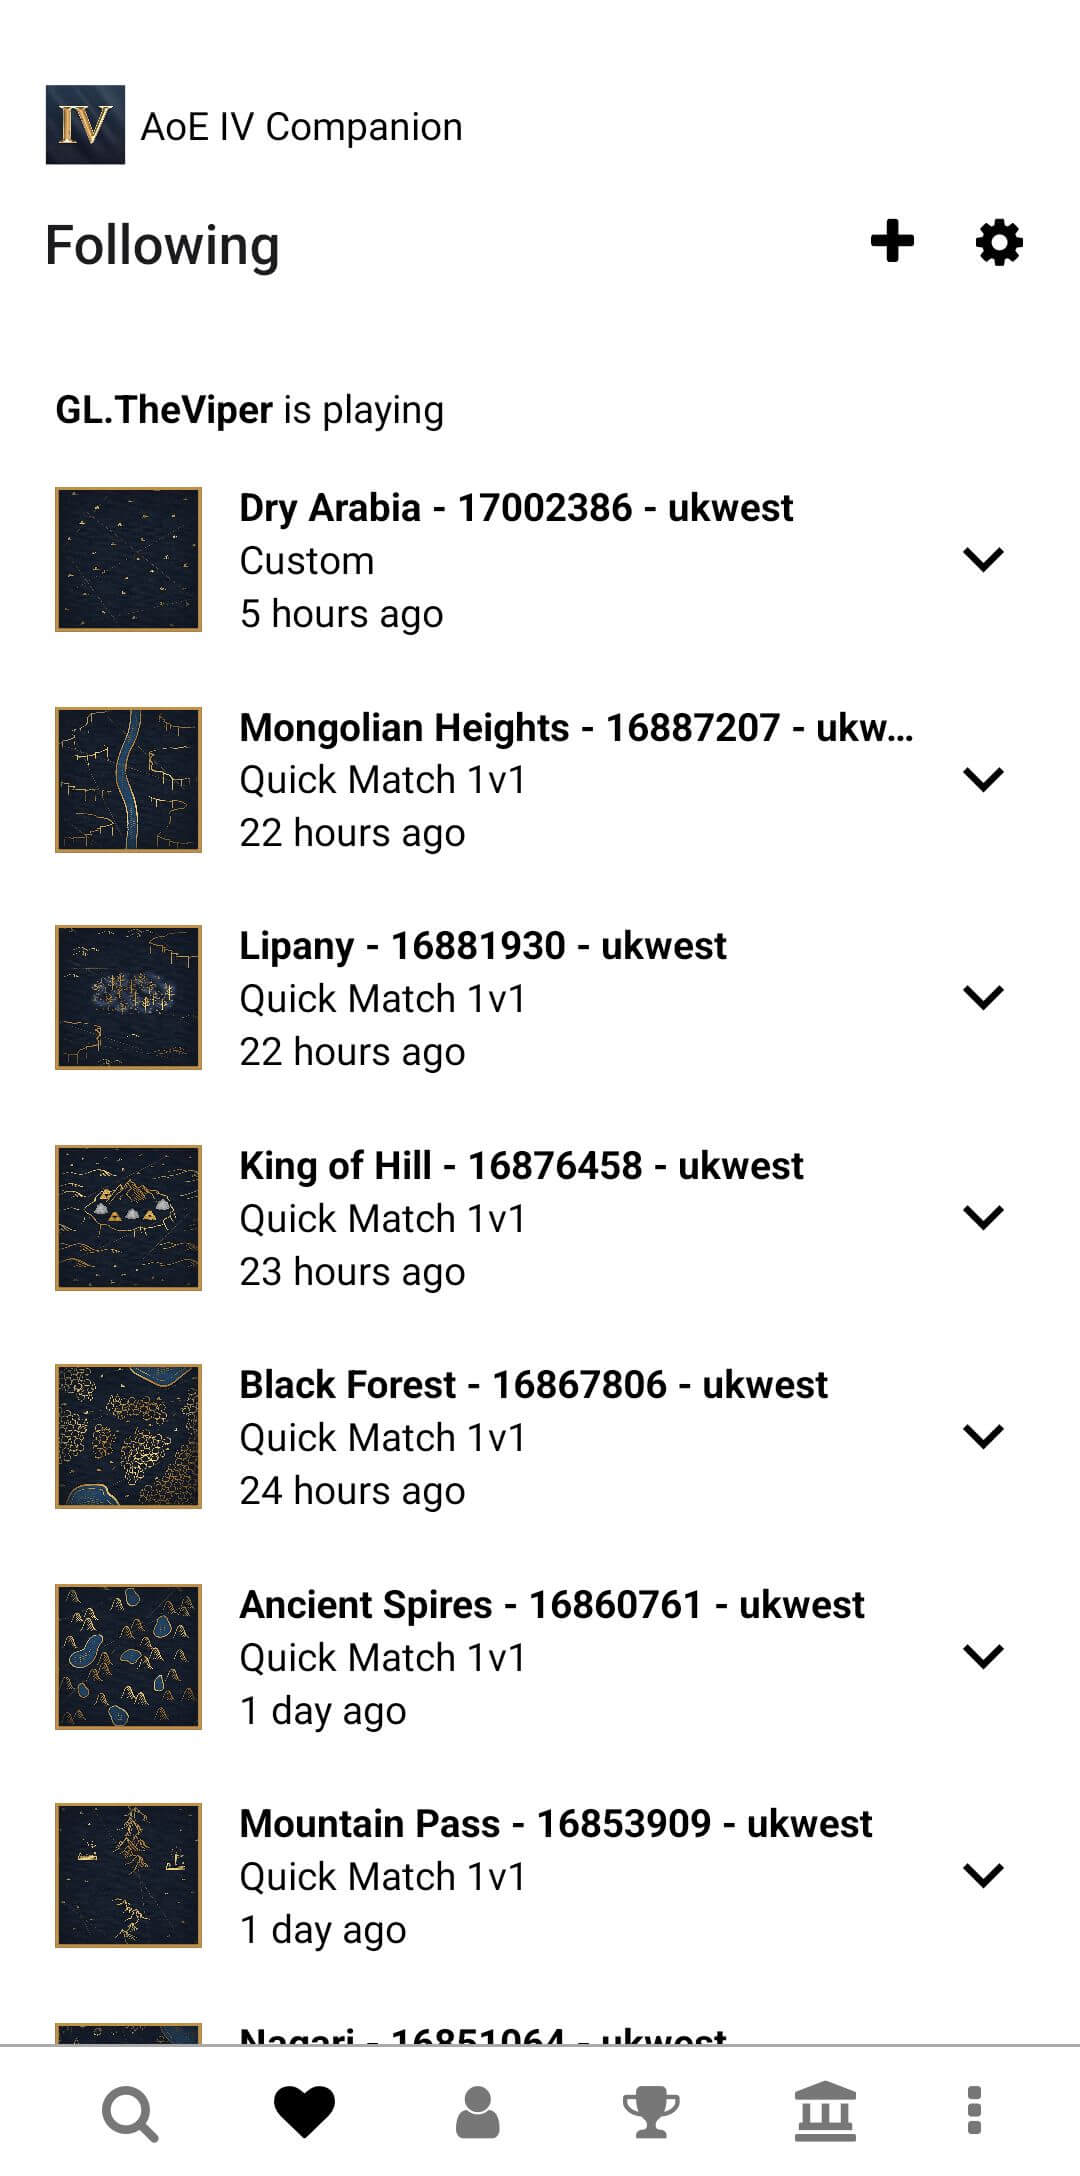 IV
AoE IV Companion
Following
GL.TheViper is playing
Dry Arabia - 17002386 - ukwest
Custom
5 hours ago
Mongolian Heights - 16887207 - ukw...
Quick Match 1v1
22 hours ago
Lipany - 16881930 - ukwest
Quick Match 1v1
22 hours ago
King of Hill - 16876458 - ukwest
Quick Match 1v1
23 hours ago
Black Forest - 16867806 - ukwest
Quick Match 1v1
24 hours ago
Ancient Spires - 16860761 - ukwest
Quick Match 1v1
1 day ago
Mountain Pass - 16853909 - ukwest
Quick Match 1v1
1 day ago
Nagari - 16851064 - ukwest